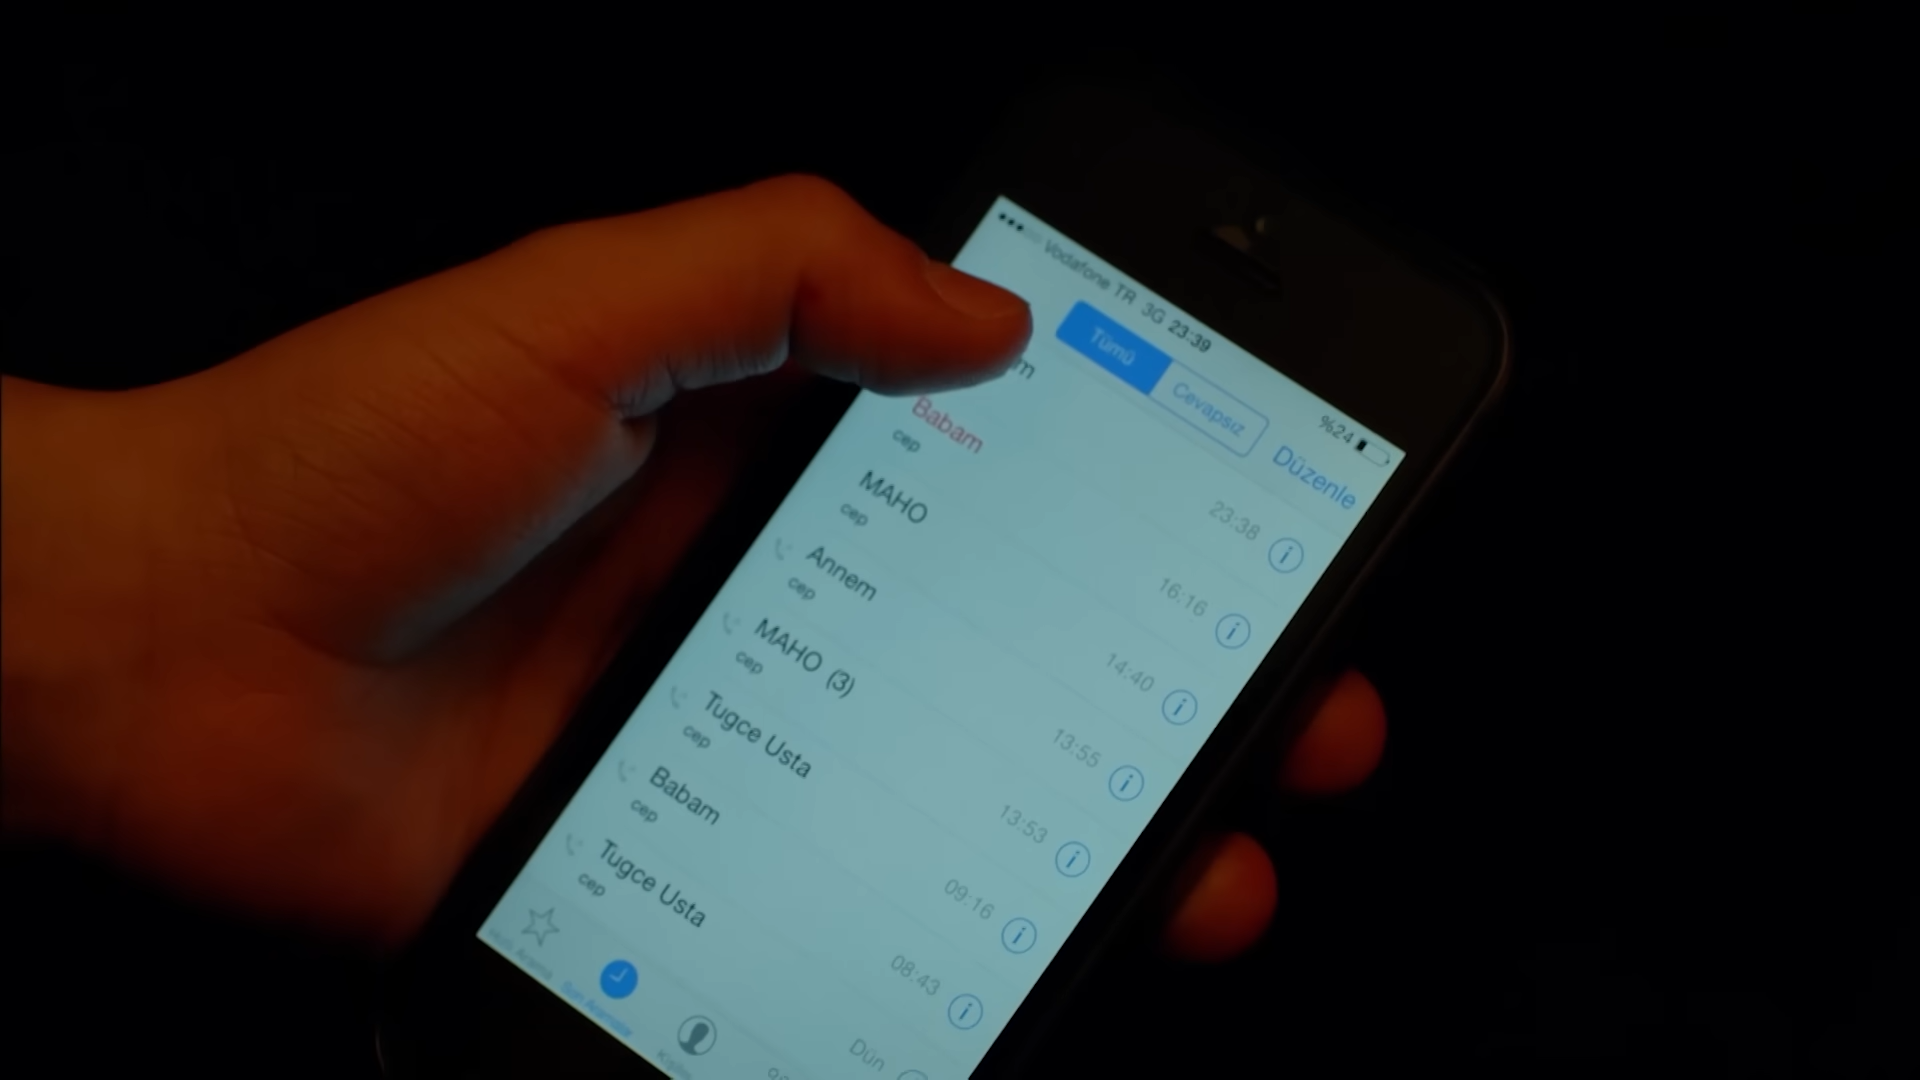 Vodafone TR 3G 23:39 %24
Tümü Cevapsız Düzenle
23:38
Babam 16:16
cep
MAHO 14:40
cep
Annem 13:55
cep
MAHO (3) 13:53
cep
Tugce Usta 09:16
cep
Babam 08:43
cep
Tugce Usta Dün
cep
Son Aramalar